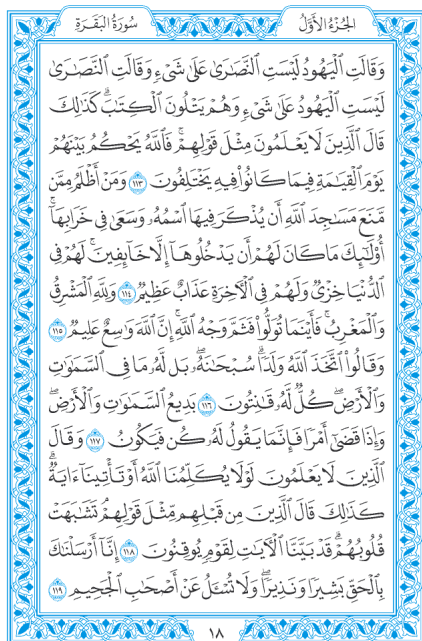 الجُزْءُ الأَوَّلُ
سُورَةُ البَقَرَةِ
وَقَالَتِ ٱلْيَهُودُ لَيْسَتِ ٱلنَّصَٰرَىٰ عَلَىٰ شَىْءٍ وَقَالَتِ ٱلنَّصَٰرَىٰ
لَيْسَتِ ٱلْيَهُودُ عَلَىٰ شَىْءٍ وَهُمْ يَتْلُونَ ٱلْكِتَٰبَۗ كَذَٰلِكَ
قَالَ ٱلَّذِينَ لَا يَعْلَمُونَ مِثْلَ قَوْلِهِمْۚ فَٱللَّهُ يَحْكُمُ بَيْنَهُمْ
يَوْمَ ٱلْقِيَٰمَةِ فِيمَا كَانُوا۟ فِيهِ يَخْتَلِفُونَ ١١٣ وَمَنْ أَظْلَمُ مِمَّن
مَّنَعَ مَسَٰجِدَ ٱللَّهِ أَن يُذْكَرَ فِيهَا ٱسْمُهُۥ وَسَعَىٰ فِى خَرَابِهَآۚ
أُو۟لَٰٓئِكَ مَا كَانَ لَهُمْ أَن يَدْخُلُوهَآ إِلَّا خَآئِفِينَۚ لَهُمْ فِى
ٱلدُّنْيَا خِزْىٌ وَلَهُمْ فِى ٱلْءَاخِرَةِ عَذَابٌ عَظِيمٌ ١١٤ وَلِلَّهِ ٱلْمَشْرِقُ
وَٱلْمَغْرِبُۚ فَأَيْنَمَا تُوَلُّوا۟ فَثَمَّ وَجْهُ ٱللَّهِۚ إِنَّ ٱللَّهَ وَٰسِعٌ عَلِيمٌ ١١٥
وَقَالُوا۟ ٱتَّخَذَ ٱللَّهُ وَلَدًاۗ سُبْحَٰنَهُۥۖ بَل لَّهُۥ مَا فِى ٱلسَّمَٰوَٰتِ
وَٱلْأَرْضِۖ كُلٌّ لَّهُۥ قَٰنِتُونَ ١١٦ بَدِيعُ ٱلسَّمَٰوَٰتِ وَٱلْأَرْضِۖ
وَإِذَا قَضَىٰٓ أَمْرًا فَإِنَّمَا يَقُولُ لَهُۥ كُن فَيَكُونُ ١١٧ وَقَالَ
ٱلَّذِينَ لَا يَعْلَمُونَ لَوْلَا يُكَلِّمُنَا ٱللَّهُ أَوْ تَأْتِينَآ ءَايَةٌۗ
كَذَٰلِكَ قَالَ ٱلَّذِينَ مِن قَبْلِهِم مِّثْلَ قَوْلِهِمْۘ تَشَٰبَهَتْ
قُلُوبُهُمْۗ قَدْ بَيَّنَّا ٱلْءَايَٰتِ لِقَوْمٍ يُوقِنُونَ ١١٨ إِنَّآ أَرْسَلْنَٰكَ
بِٱلْحَقِّ بَشِيرًا وَنَذِيرًاۖ وَلَا تُسْـَٔلُ عَنْ أَصْحَٰبِ ٱلْجَحِيمِ ١١٩
١٨